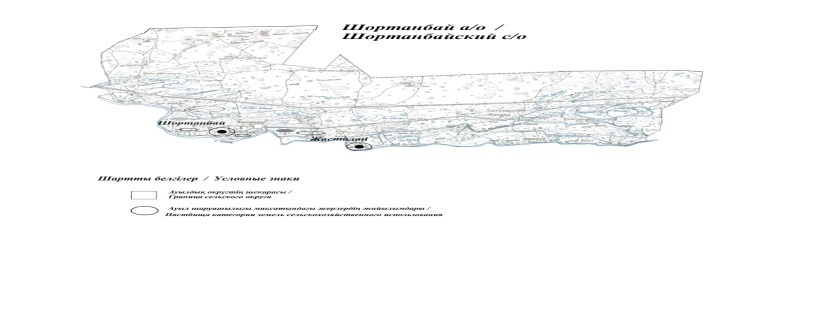 Шортанбай а/о /
Шортанбайский с/о
Шортанбай
Жастадай
Шартты белгілер / Условные знаки
Ауылдық округтің шекарасы /
Граница сельского округа
Ауыл шаруашылығы мақсатындағы жерлердің жайылымдары /
Пастбища категории земель сельскохозяйственного использования